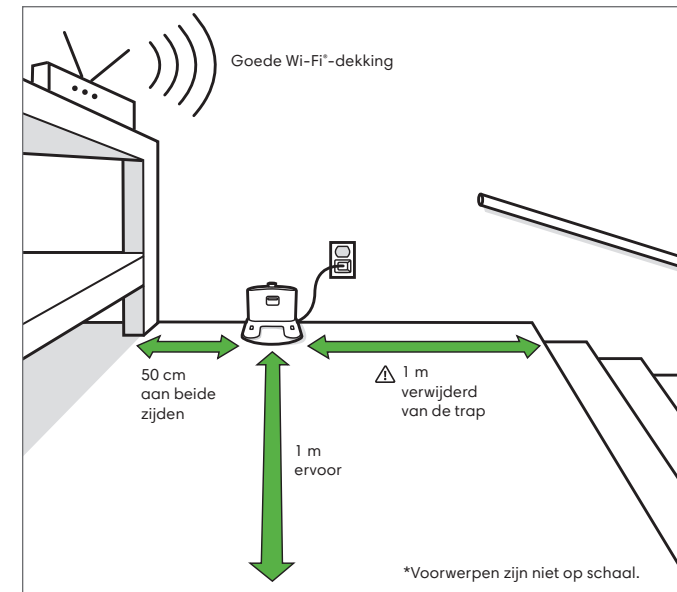 Goede Wi-Fi®-dekking
50 cm
aan beide
zijden
⚠ 1 m
verwijderd
van de trap
1 m
ervoor
*Voorwerpen zijn niet op schaal.